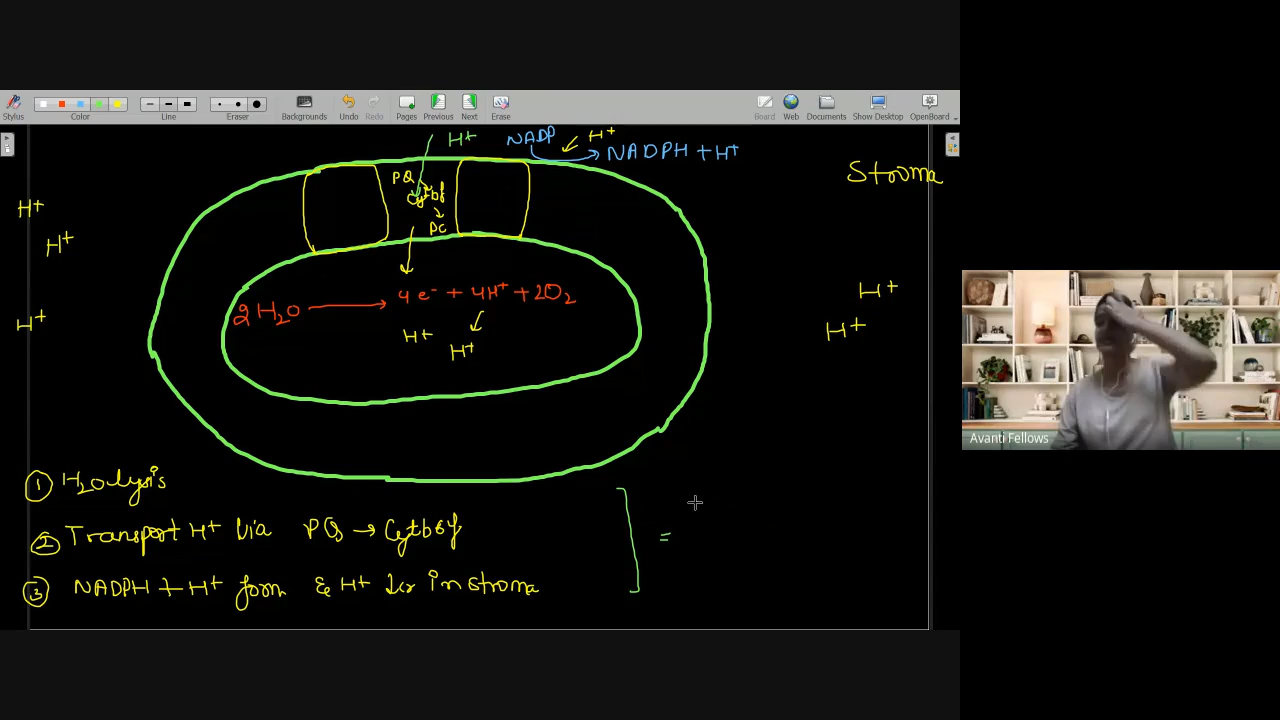 Stylus
Color
Line
Eraser
Backgrounds
Undo
Redo
Pages
Previous
Next
Erase
Board
Web
Documents
Show Desktop
OpenBoard
H+
NADP
H+
NADPH + H+
Stroma
PQ
Cytbf
PC
H+
H+
H+
2H2O → 4e- + 4H+ + 2O2
H+
H+
H+
H+
Avanti Fellows
① H2Olysis
② Transport H+ via PQ → Cytb6f
③ NADPH + H+ form & H+ ↓er in stroma
=